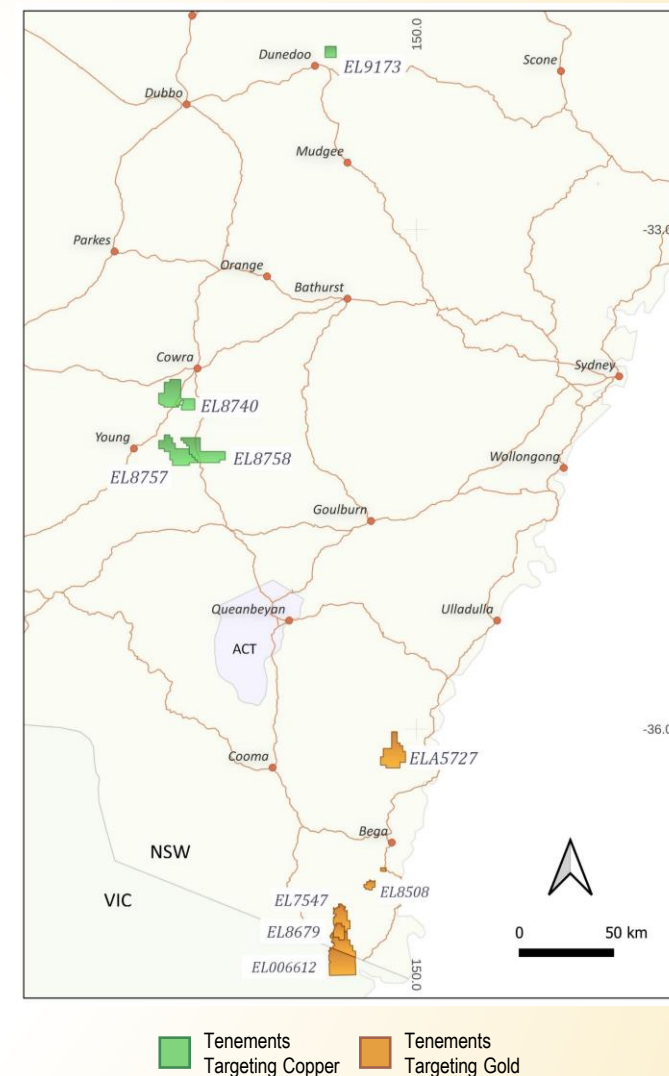 150.0
Dunedoo
EL9173
Scone
Dubbo
Mudgee
-33.0
Parkes
Orange
Bathurst
Cowra
Sydney
EL8740
Young
EL8758
Wollongong
EL8757
Goulburn
Queanbeyan
Ulladulla
ACT
-36.0
Cooma
ELA5727
Bega
NSW
EL8508
VIC
EL7547
EL8679
0 50 km
EL006612
150.0
Tenements
Targeting Copper
Tenements
Targeting Gold